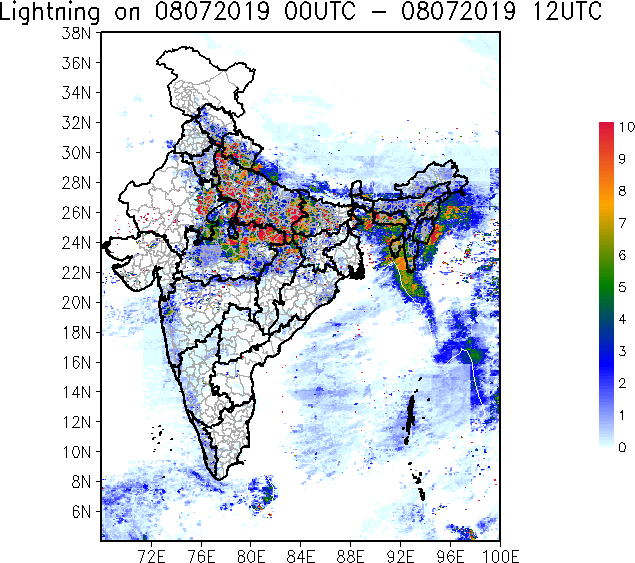 Lightning on 08072019 00UTC – 08072019 12UTC
38N
36N
34N
32N
30N
28N
26N
24N
22N
20N
18N
16N
14N
12N
10N
8N
6N
72E 76E 80E 84E 88E 92E 96E 100E
10
9
8
7
6
5
4
3
2
1
0